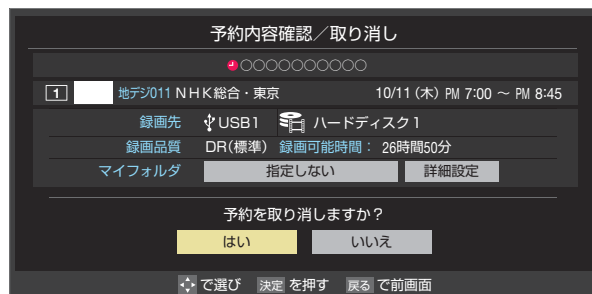 予約内容確認／取り消し
○○○○○○○○○○
1 地デジ011 NHK総合・東京 10/11 (木) PM 7:00 ～ PM 8:45
録画先 USB1 ハードディスク1
録画品質 DR(標準) 録画可能時間： 26時間50分
マイフォルダ 指定しない 詳細設定
予約を取り消しますか？
はい いいえ
で選び 決定 を押す 戻る で前画面